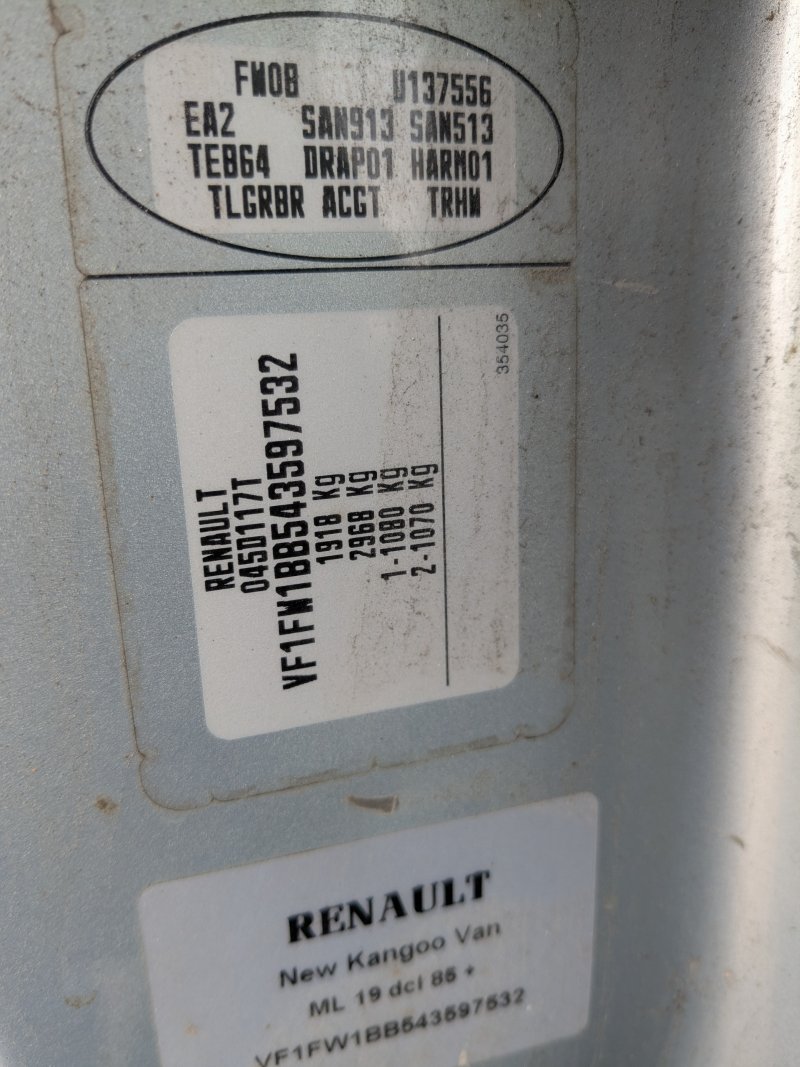 FW0B U137556
EA2 SAN913 SAN513
TEB64 DRAP01 HARM01
TLGRBR ACGT TRHM
RENAULT
045D117T
VF1FW1BB543597532
1918 Kg
2968 Kg
1-1080 Kg
2-1070 Kg
354035
RENAULT
New Kangoo Van
ML 19 dci 85 *
VF1FW1BB543597532